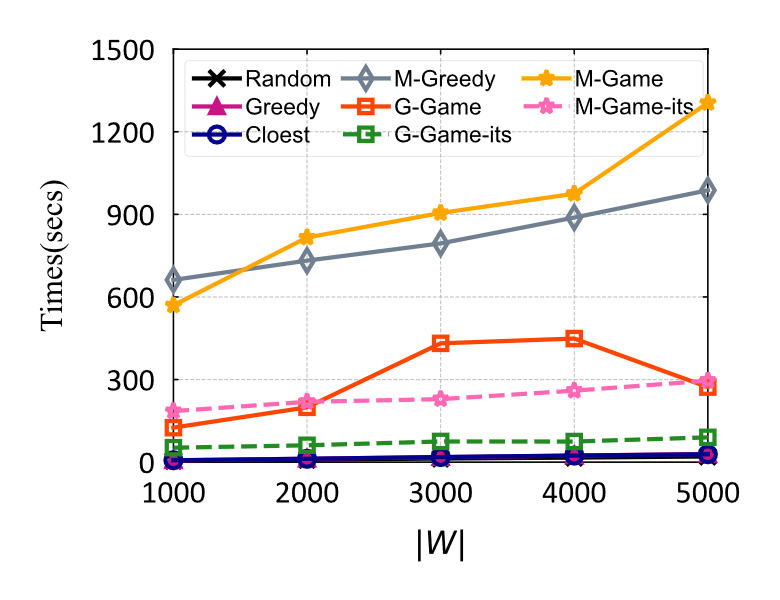 1500
1200
900
600
300
0
Times(secs)
Random
Greedy
Cloest
M-Greedy
G-Game
G-Game-its
M-Game
M-Game-its
1000 2000 3000 4000 5000
|W|